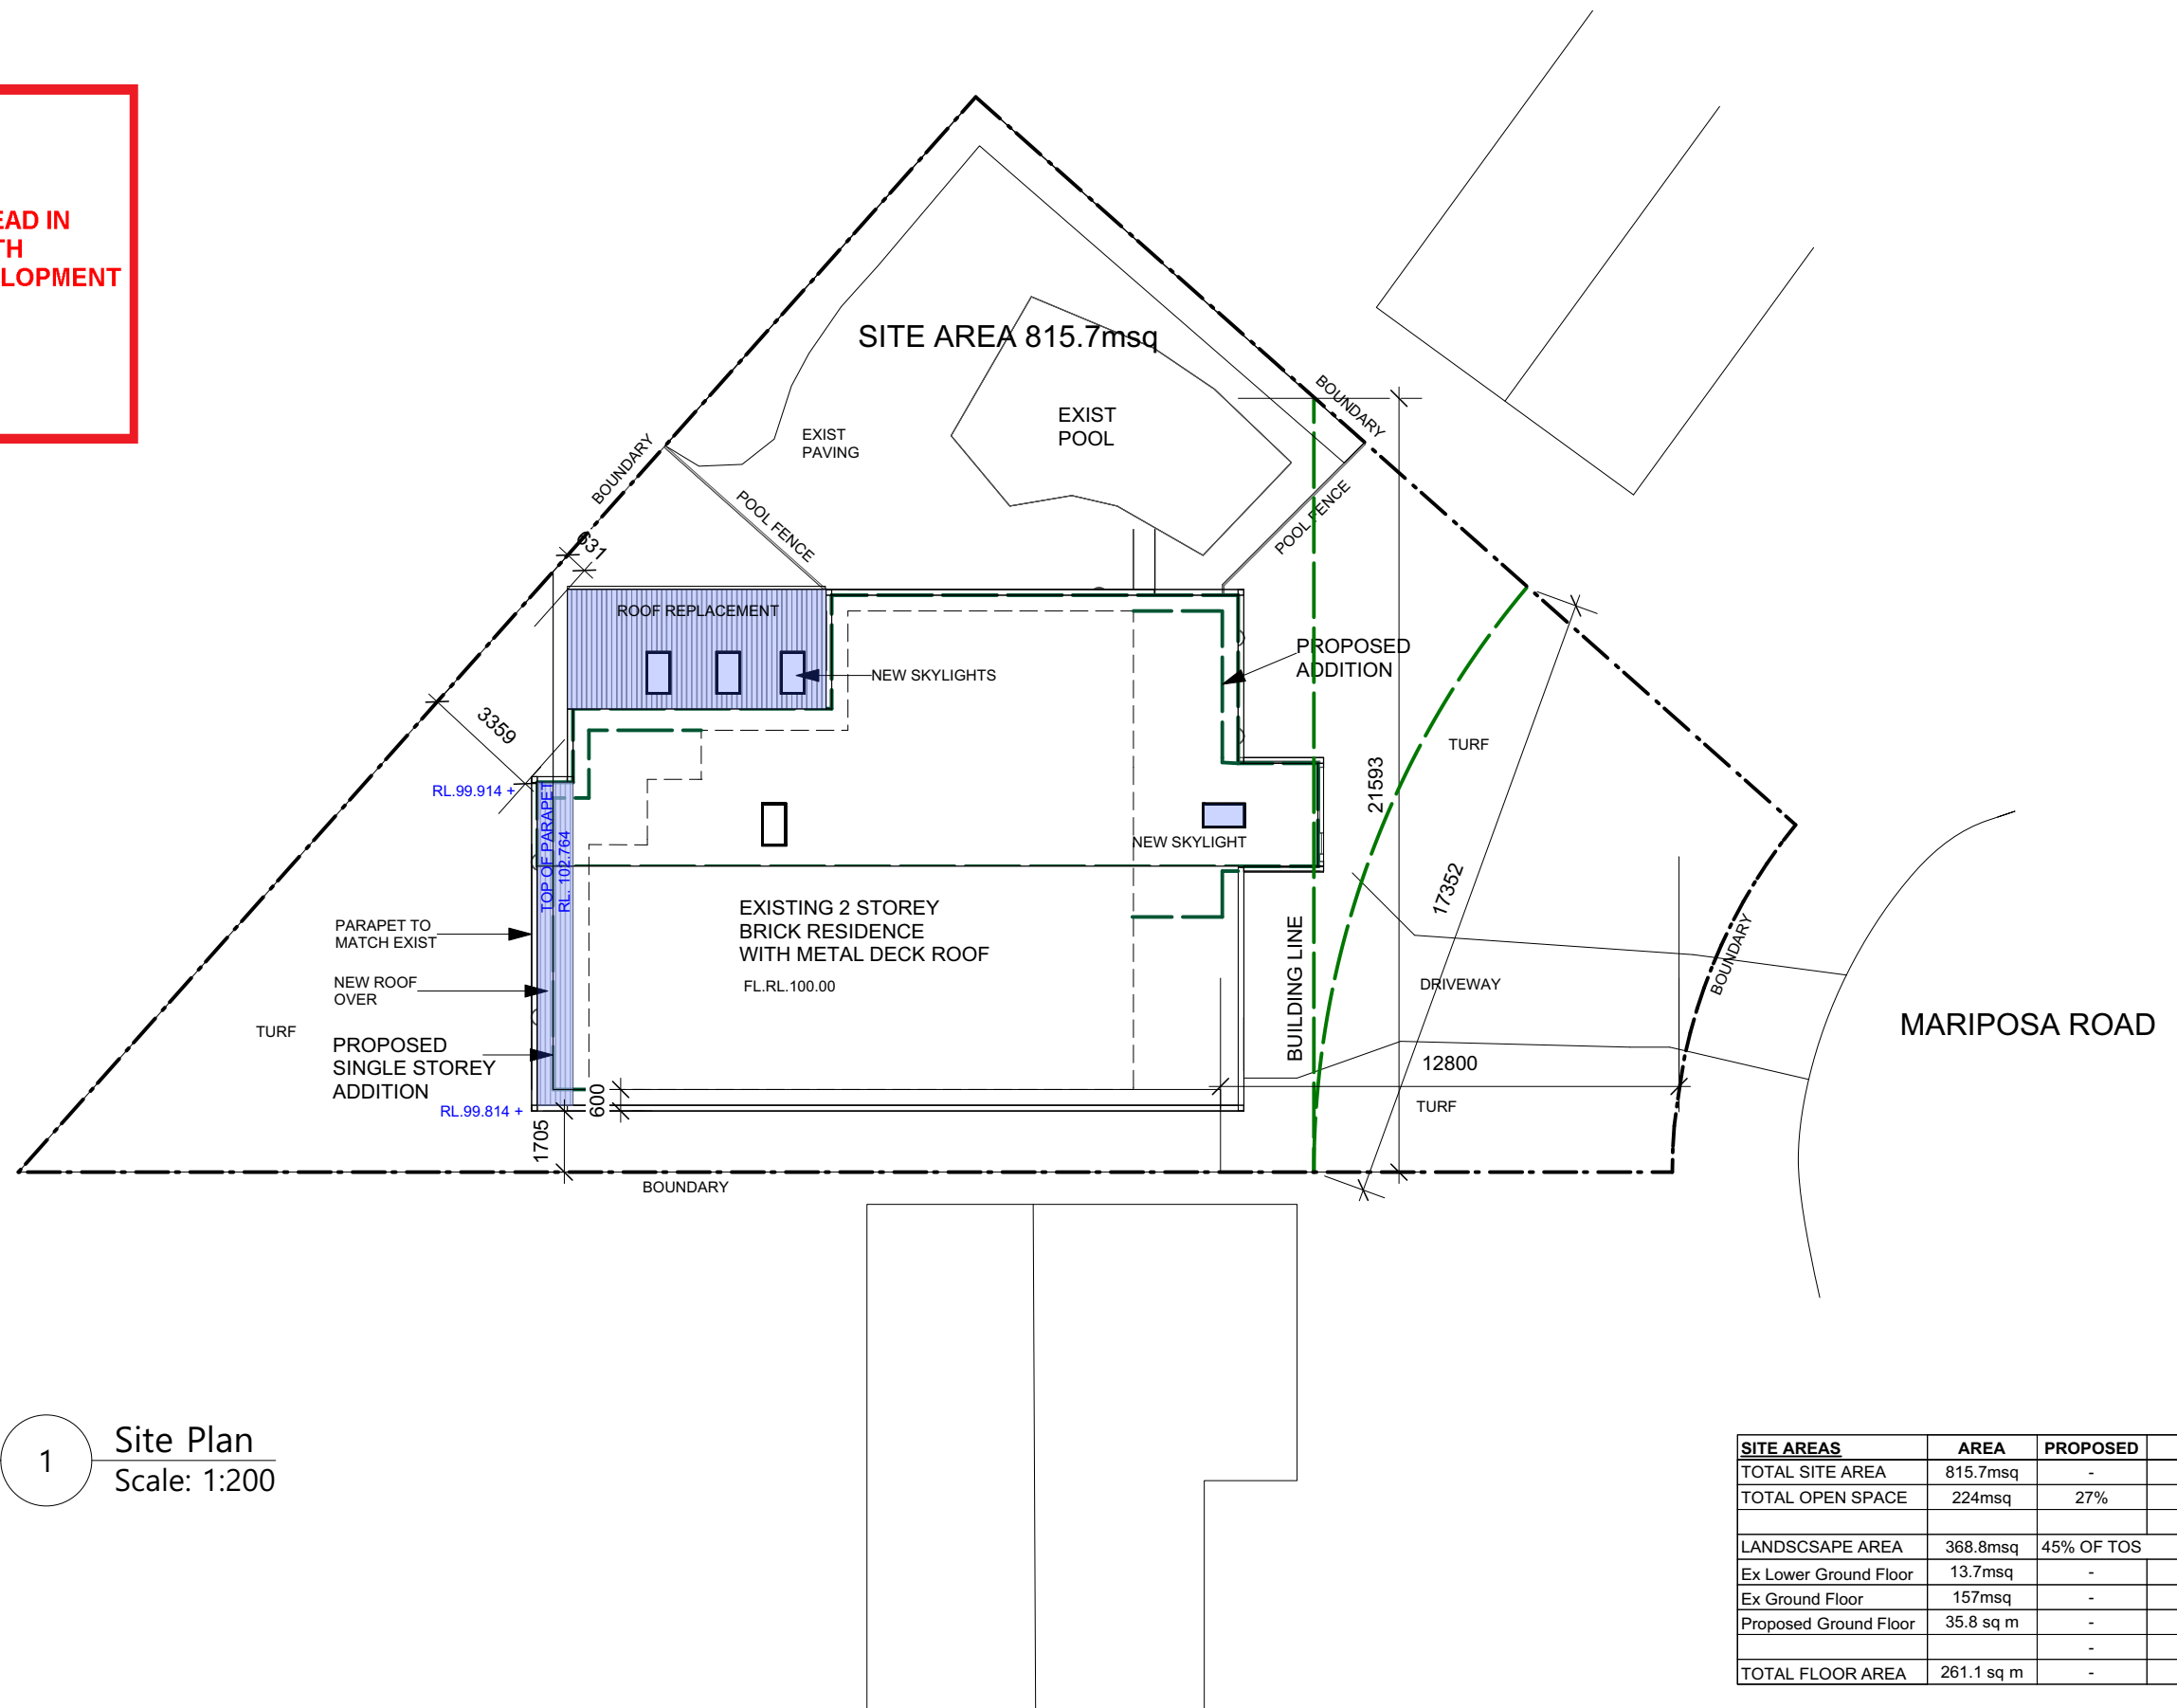 EAD IN
TH
LOPMENT
SITE AREA 815.7msq
EXIST
POOL
EXIST
PAVING
BOUNDARY
BOUNDARY
POOL FENCE
POOL FENCE
631
ROOF REPLACEMENT
NEW SKYLIGHTS
PROPOSED
ADDITION
3359
TURF
21593
RL.99.914 +
TOP OF PARAPET
RL. 102.764
NEW SKYLIGHT
17352
PARAPET TO
MATCH EXIST
EXISTING 2 STOREY
BRICK RESIDENCE
WITH METAL DECK ROOF
FL.RL.100.00
BUILDING LINE
BOUNDARY
NEW ROOF
OVER
DRIVEWAY
MARIPOSA ROAD
TURF
PROPOSED
SINGLE STOREY
ADDITION
12800
600
TURF
RL.99.814 +
1705
BOUNDARY
1
Site Plan
Scale: 1:200
SITE AREAS AREA PROPOSED
TOTAL SITE AREA 815.7msq -
TOTAL OPEN SPACE 224msq 27%
LANDSCSAPE AREA 368.8msq 45% OF TOS
Ex Lower Ground Floor 13.7msq -
Ex Ground Floor 157msq -
Proposed Ground Floor 35.8 sq m -
-
TOTAL FLOOR AREA 261.1 sq m -